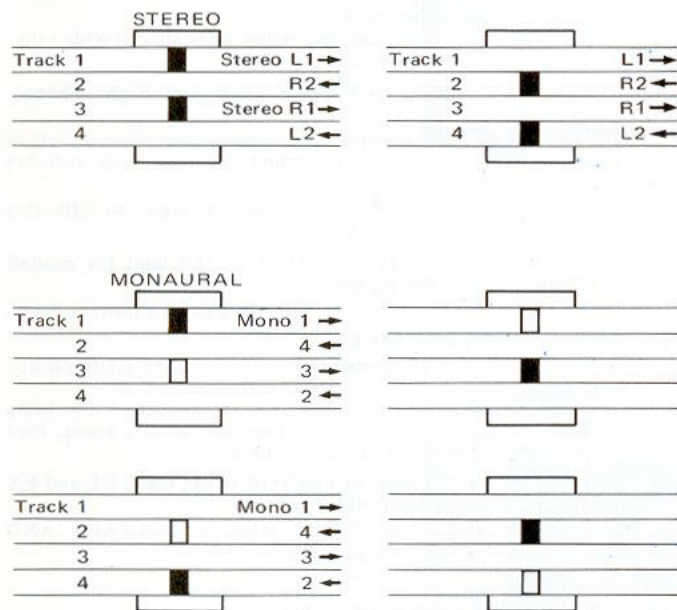 STEREO
Track 1 Stereo L1→
2 R2←
3 Stereo R1→
4 L2←
Track 1 L1→
2 R2←
3 R1→
4 L2←
MONAURAL
Track 1 Mono 1→
2 4←
3 3→
4 2←
Track 1 Mono 1→
2 4←
3 3→
4 2←